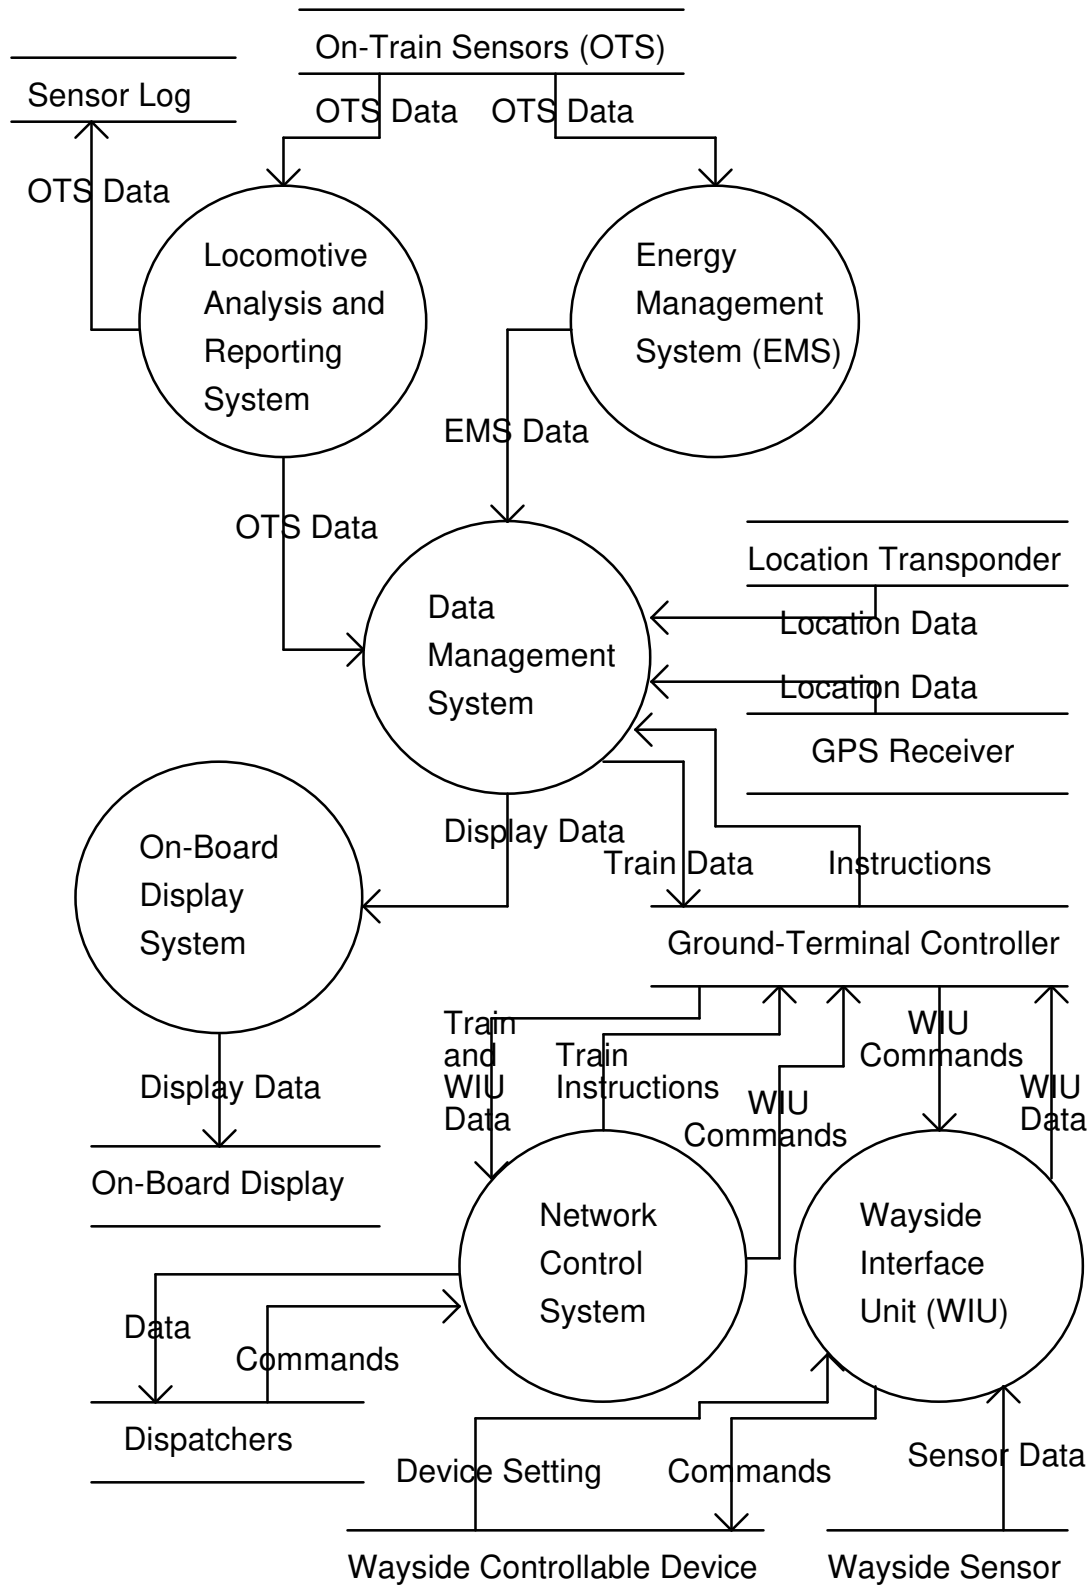 On-Train Sensors (OTS)
Sensor Log
OTS Data
OTS Data
OTS Data
Locomotive
Analysis and
Reporting
System
Energy
Management
System (EMS)
EMS Data
OTS Data
Location Transponder
Location Data
Data
Management
System
Location Data
GPS Receiver
Display Data
Train Data
Instructions
On-Board
Display
System
Ground-Terminal Controller
Train
and
WIU
Data
Train
Instructions
WIU
Commands
WIU
Commands
WIU
Data
Display Data
On-Board Display
Network
Control
System
Wayside
Interface
Unit (WIU)
Data
Commands
Dispatchers
Device Setting
Commands
Sensor Data
Wayside Controllable Device
Wayside Sensor